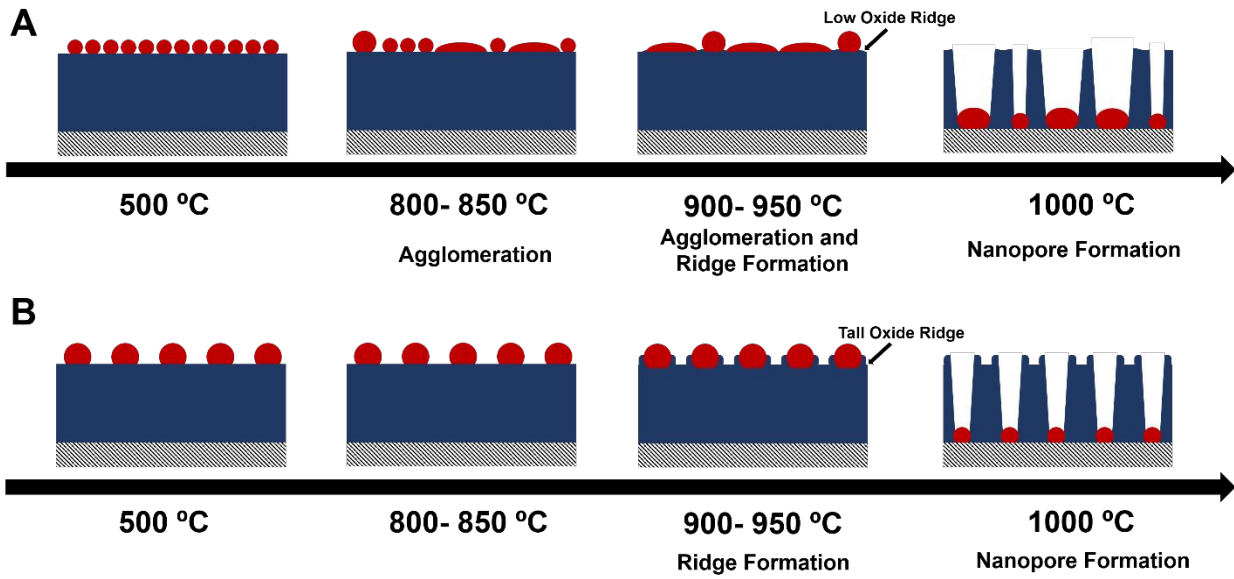 A
Low Oxide Ridge
500 ºC
800- 850 ºC
900- 950 ºC
1000 ºC
Agglomeration
Agglomeration and
Ridge Formation
Nanopore Formation
B
Tall Oxide Ridge
500 ºC
800- 850 ºC
900- 950 ºC
1000 ºC
Ridge Formation
Nanopore Formation